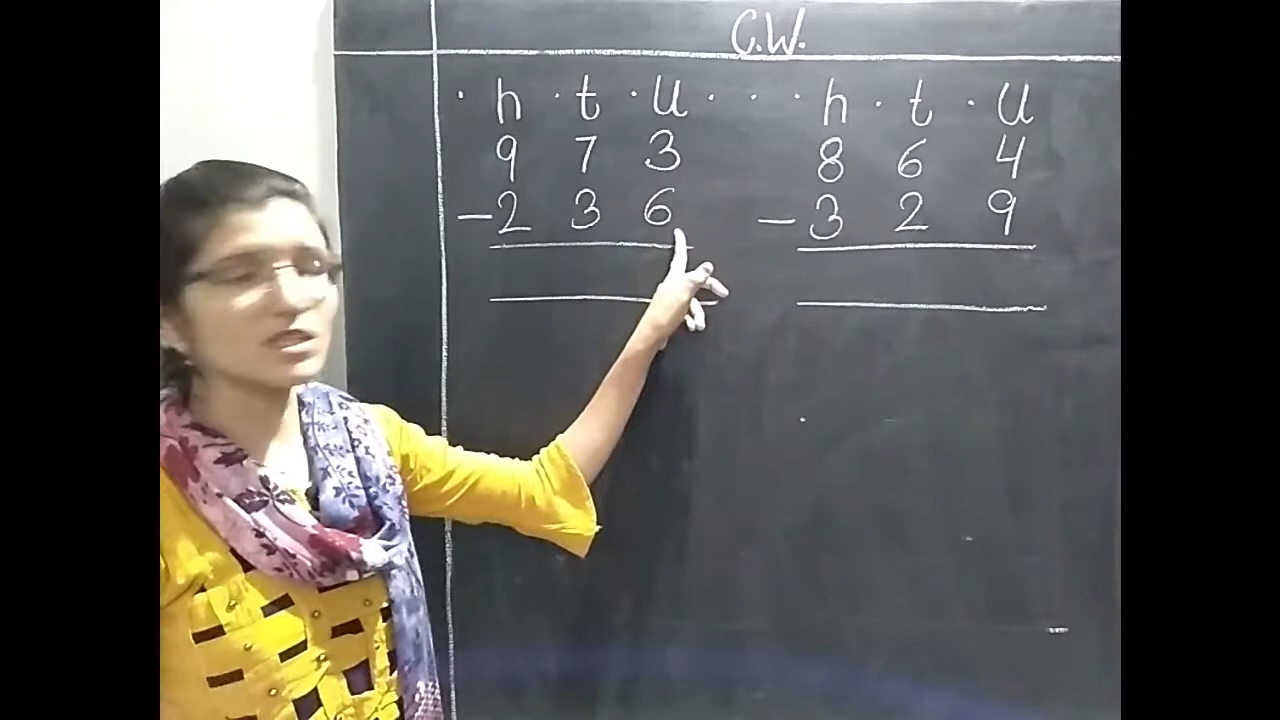 C.W.
· h · t · u · · · h · t · u
9 7 3 8 6 4
-2 3 6 -3 2 9